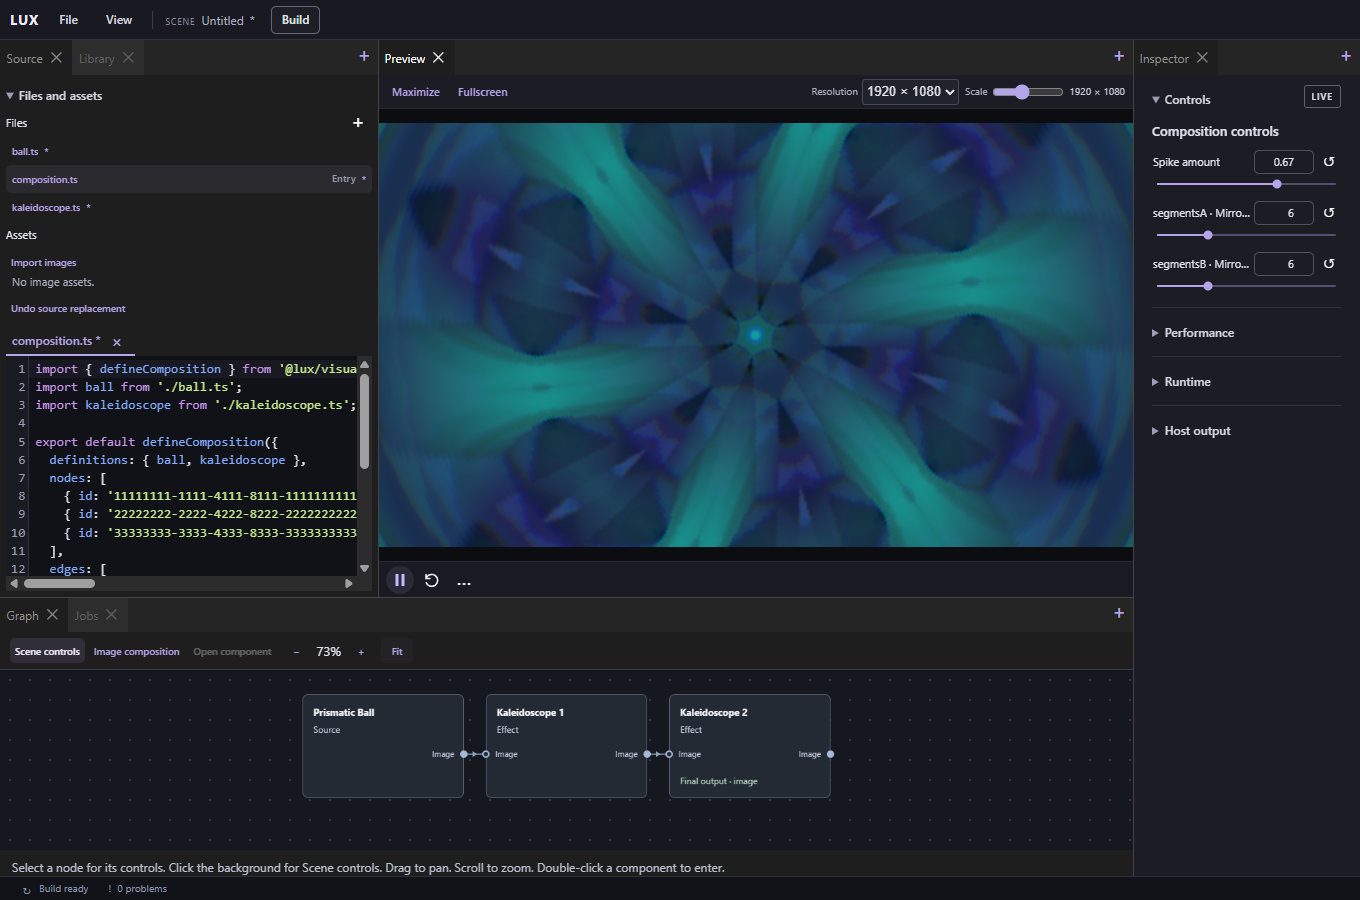 LUX File View SCENE Untitled * Build
Source Library
Files and assets
Files
ball.ts *
composition.ts Entry *
kaleidoscope.ts *
Assets
Import images
No image assets.
Undo source replacement
composition.ts *
1 import { defineComposition } from '@lux/visua
2 import ball from './ball.ts';
3 import kaleidoscope from './kaleidoscope.ts';
4
5 export default defineComposition({
6 definitions: { ball, kaleidoscope },
7 nodes: [
8 { id: '11111111-1111-4111-8111-1111111111
9 { id: '22222222-2222-4222-8222-2222222222
10 { id: '33333333-3333-4333-8333-3333333333
11 ],
12 edges: [
Preview
Maximize Fullscreen Resolution 1920 × 1080 Scale 1920 × 1080
...
Inspector
Controls LIVE
Composition controls
Spike amount 0.67
segmentsA · Mirro... 6
segmentsB · Mirro... 6
Performance
Runtime
Host output
Graph Jobs
Scene controls Image composition Open component − 73% + Fit
Prismatic Ball
Source
Image
Kaleidoscope 1
Effect
Image Image
Kaleidoscope 2
Effect
Image Image
Final output · image
Select a node for its controls. Click the background for Scene controls. Drag to pan. Scroll to zoom. Double-click a component to enter.
Build ready ! 0 problems